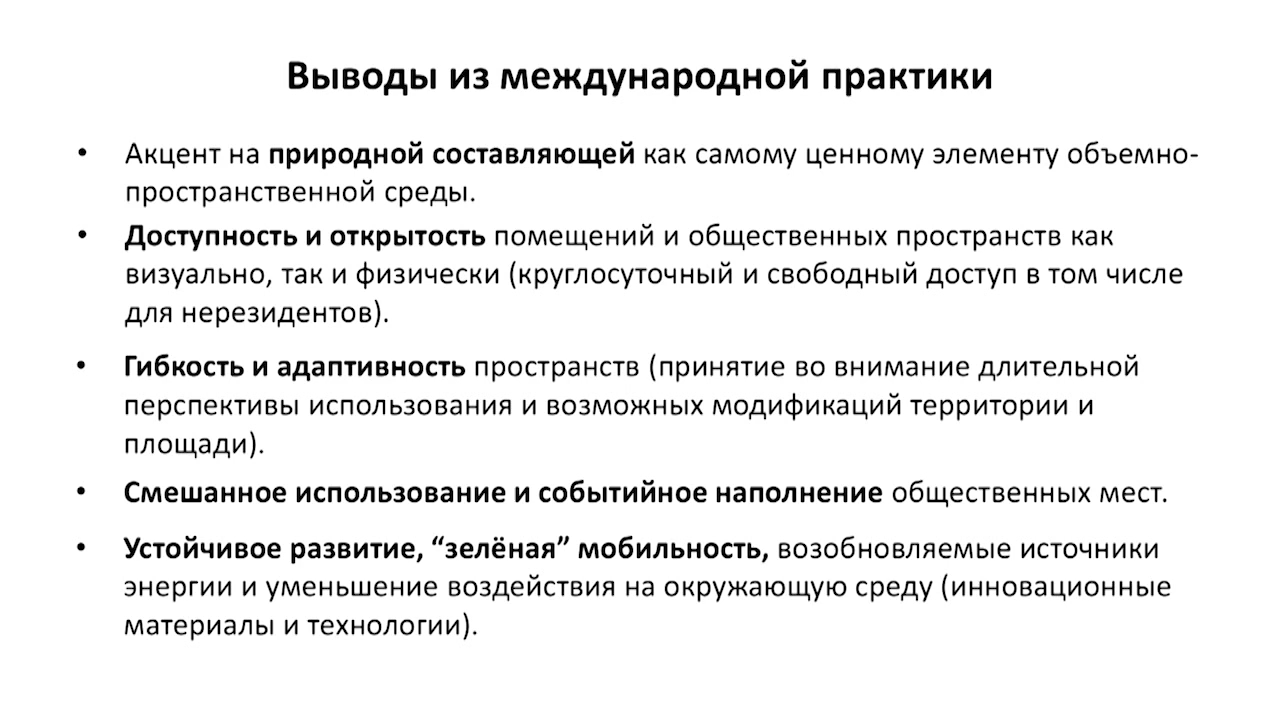 Выводы из международной практики
• Акцент на природной составляющей как самому ценному элементу объемно-
пространственной среды.
• Доступность и открытость помещений и общественных пространств как
визуально, так и физически (круглосуточный и свободный доступ в том числе
для нерезидентов).
• Гибкость и адаптивность пространств (принятие во внимание длительной
перспективы использования и возможных модификаций территории и
площади).
• Смешанное использование и событийное наполнение общественных мест.
• Устойчивое развитие, “зелёная” мобильность, возобновляемые источники
энергии и уменьшение воздействия на окружающую среду (инновационные
материалы и технологии).